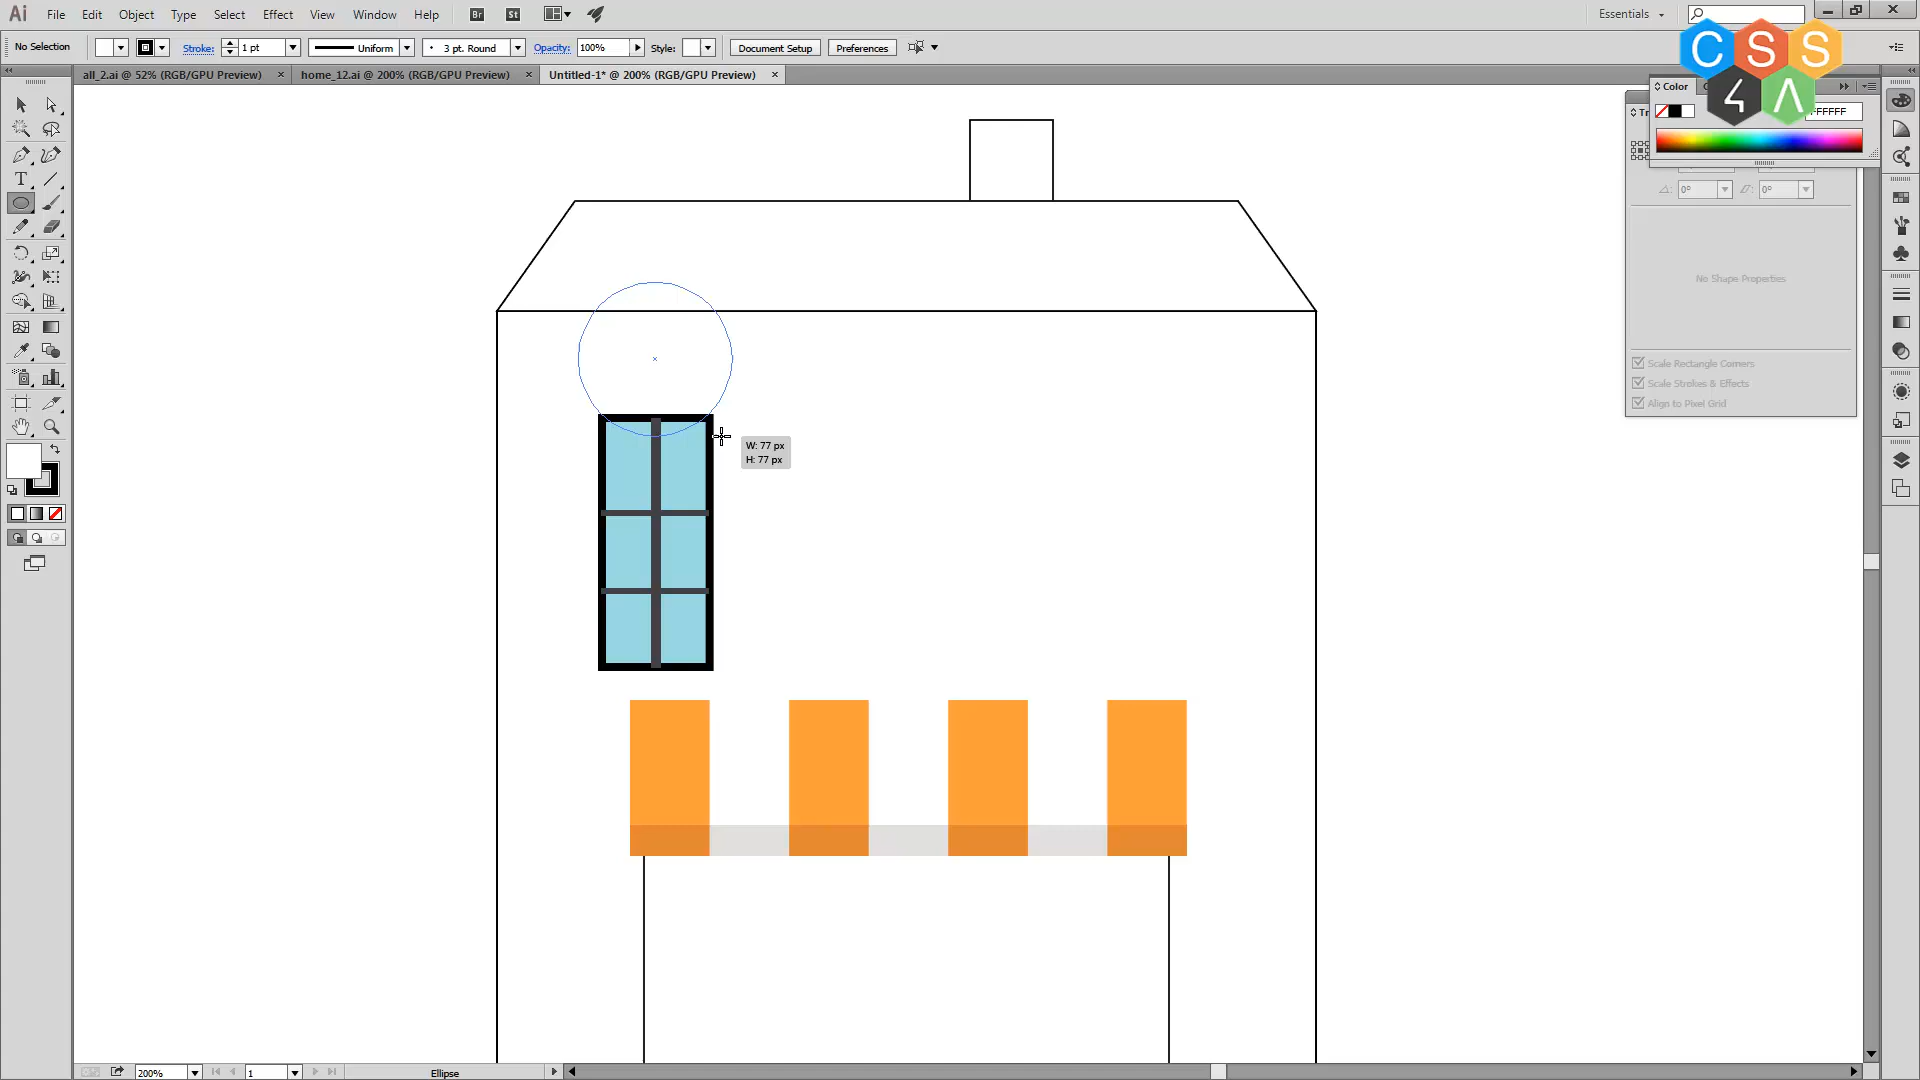 Ai File Edit Object Type Select Effect View Window Help Br St Essentials
No Selection Stroke: 1 pt Uniform 3 pt. Round Opacity: 100% Style: Document Setup Preferences
all_2.ai @ 52% (RGB/GPU Preview) × home_12.ai @ 200% (RGB/GPU Preview) × Untitled-1* @ 200% (RGB/GPU Preview) ×
CSS
4
Color
FFFFFF
0° 0°
No Shape Properties
Scale Rectangle Corners
Scale Strokes & Effects
Align to Pixel Grid
W: 77 px
H: 77 px
200% 1 Ellipse